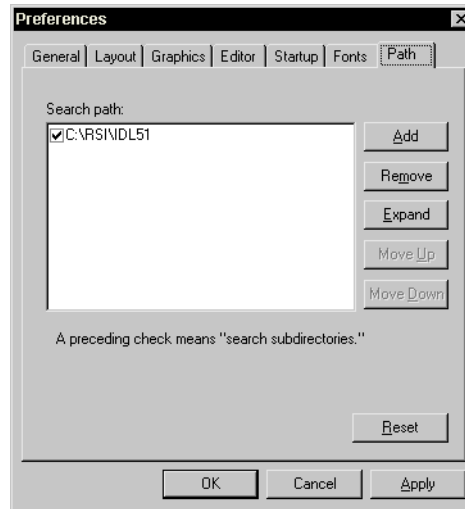 Preferences
General Layout Graphics Editor Startup Fonts Path
Search path:
C:\RSI\IDL51
Add
Remove
Expand
Move Up
Move Down
A preceding check means "search subdirectories."
Reset
OK Cancel Apply